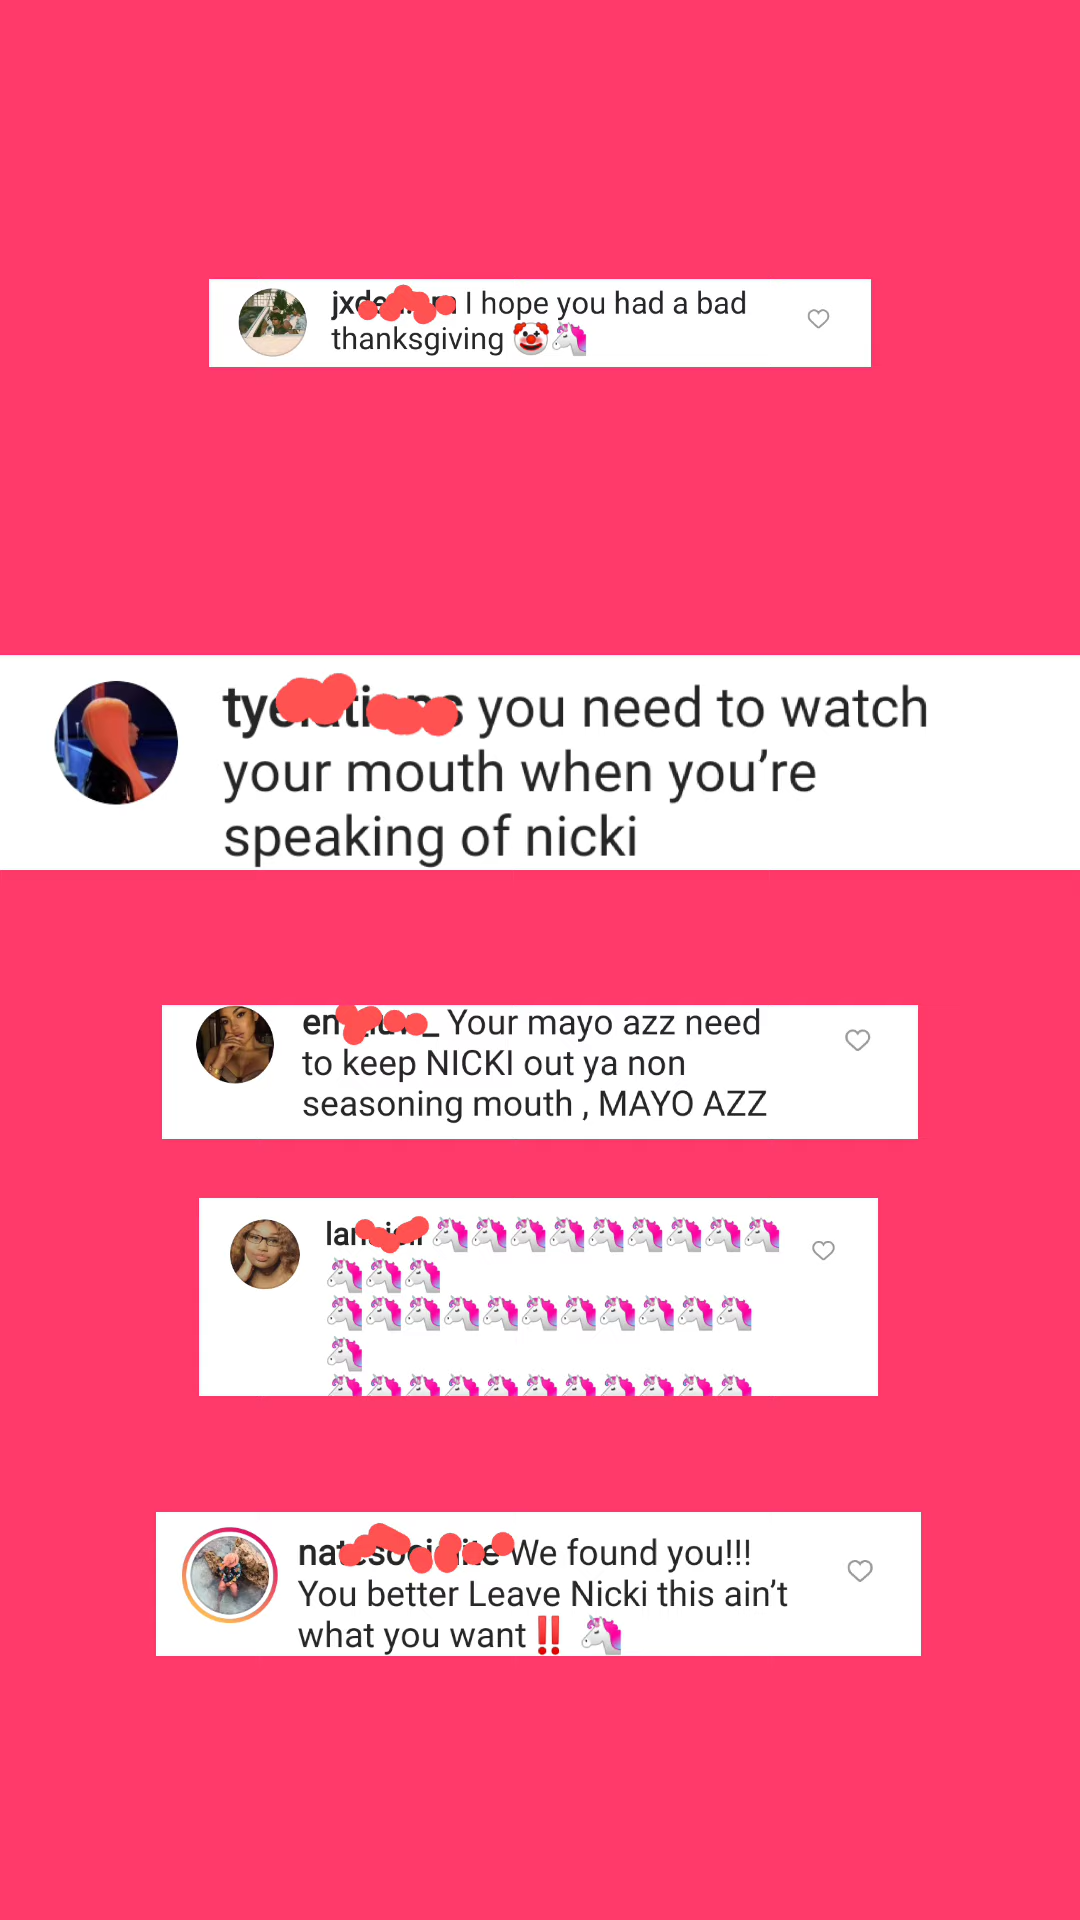 I hope you had a bad
thanksgiving 🤡🦄
you need to watch
your mouth when you’re
speaking of nicki
Your mayo azz need
to keep NICKI out ya non
seasoning mouth , MAYO AZZ
🦄🦄🦄🦄🦄🦄🦄🦄🦄
🦄🦄🦄
🦄🦄🦄🦄🦄🦄🦄🦄🦄🦄🦄
🦄
🦄🦄🦄🦄🦄🦄🦄🦄🦄🦄🦄
We found you!!!
You better Leave Nicki this ain’t
what you want‼️ 🦄